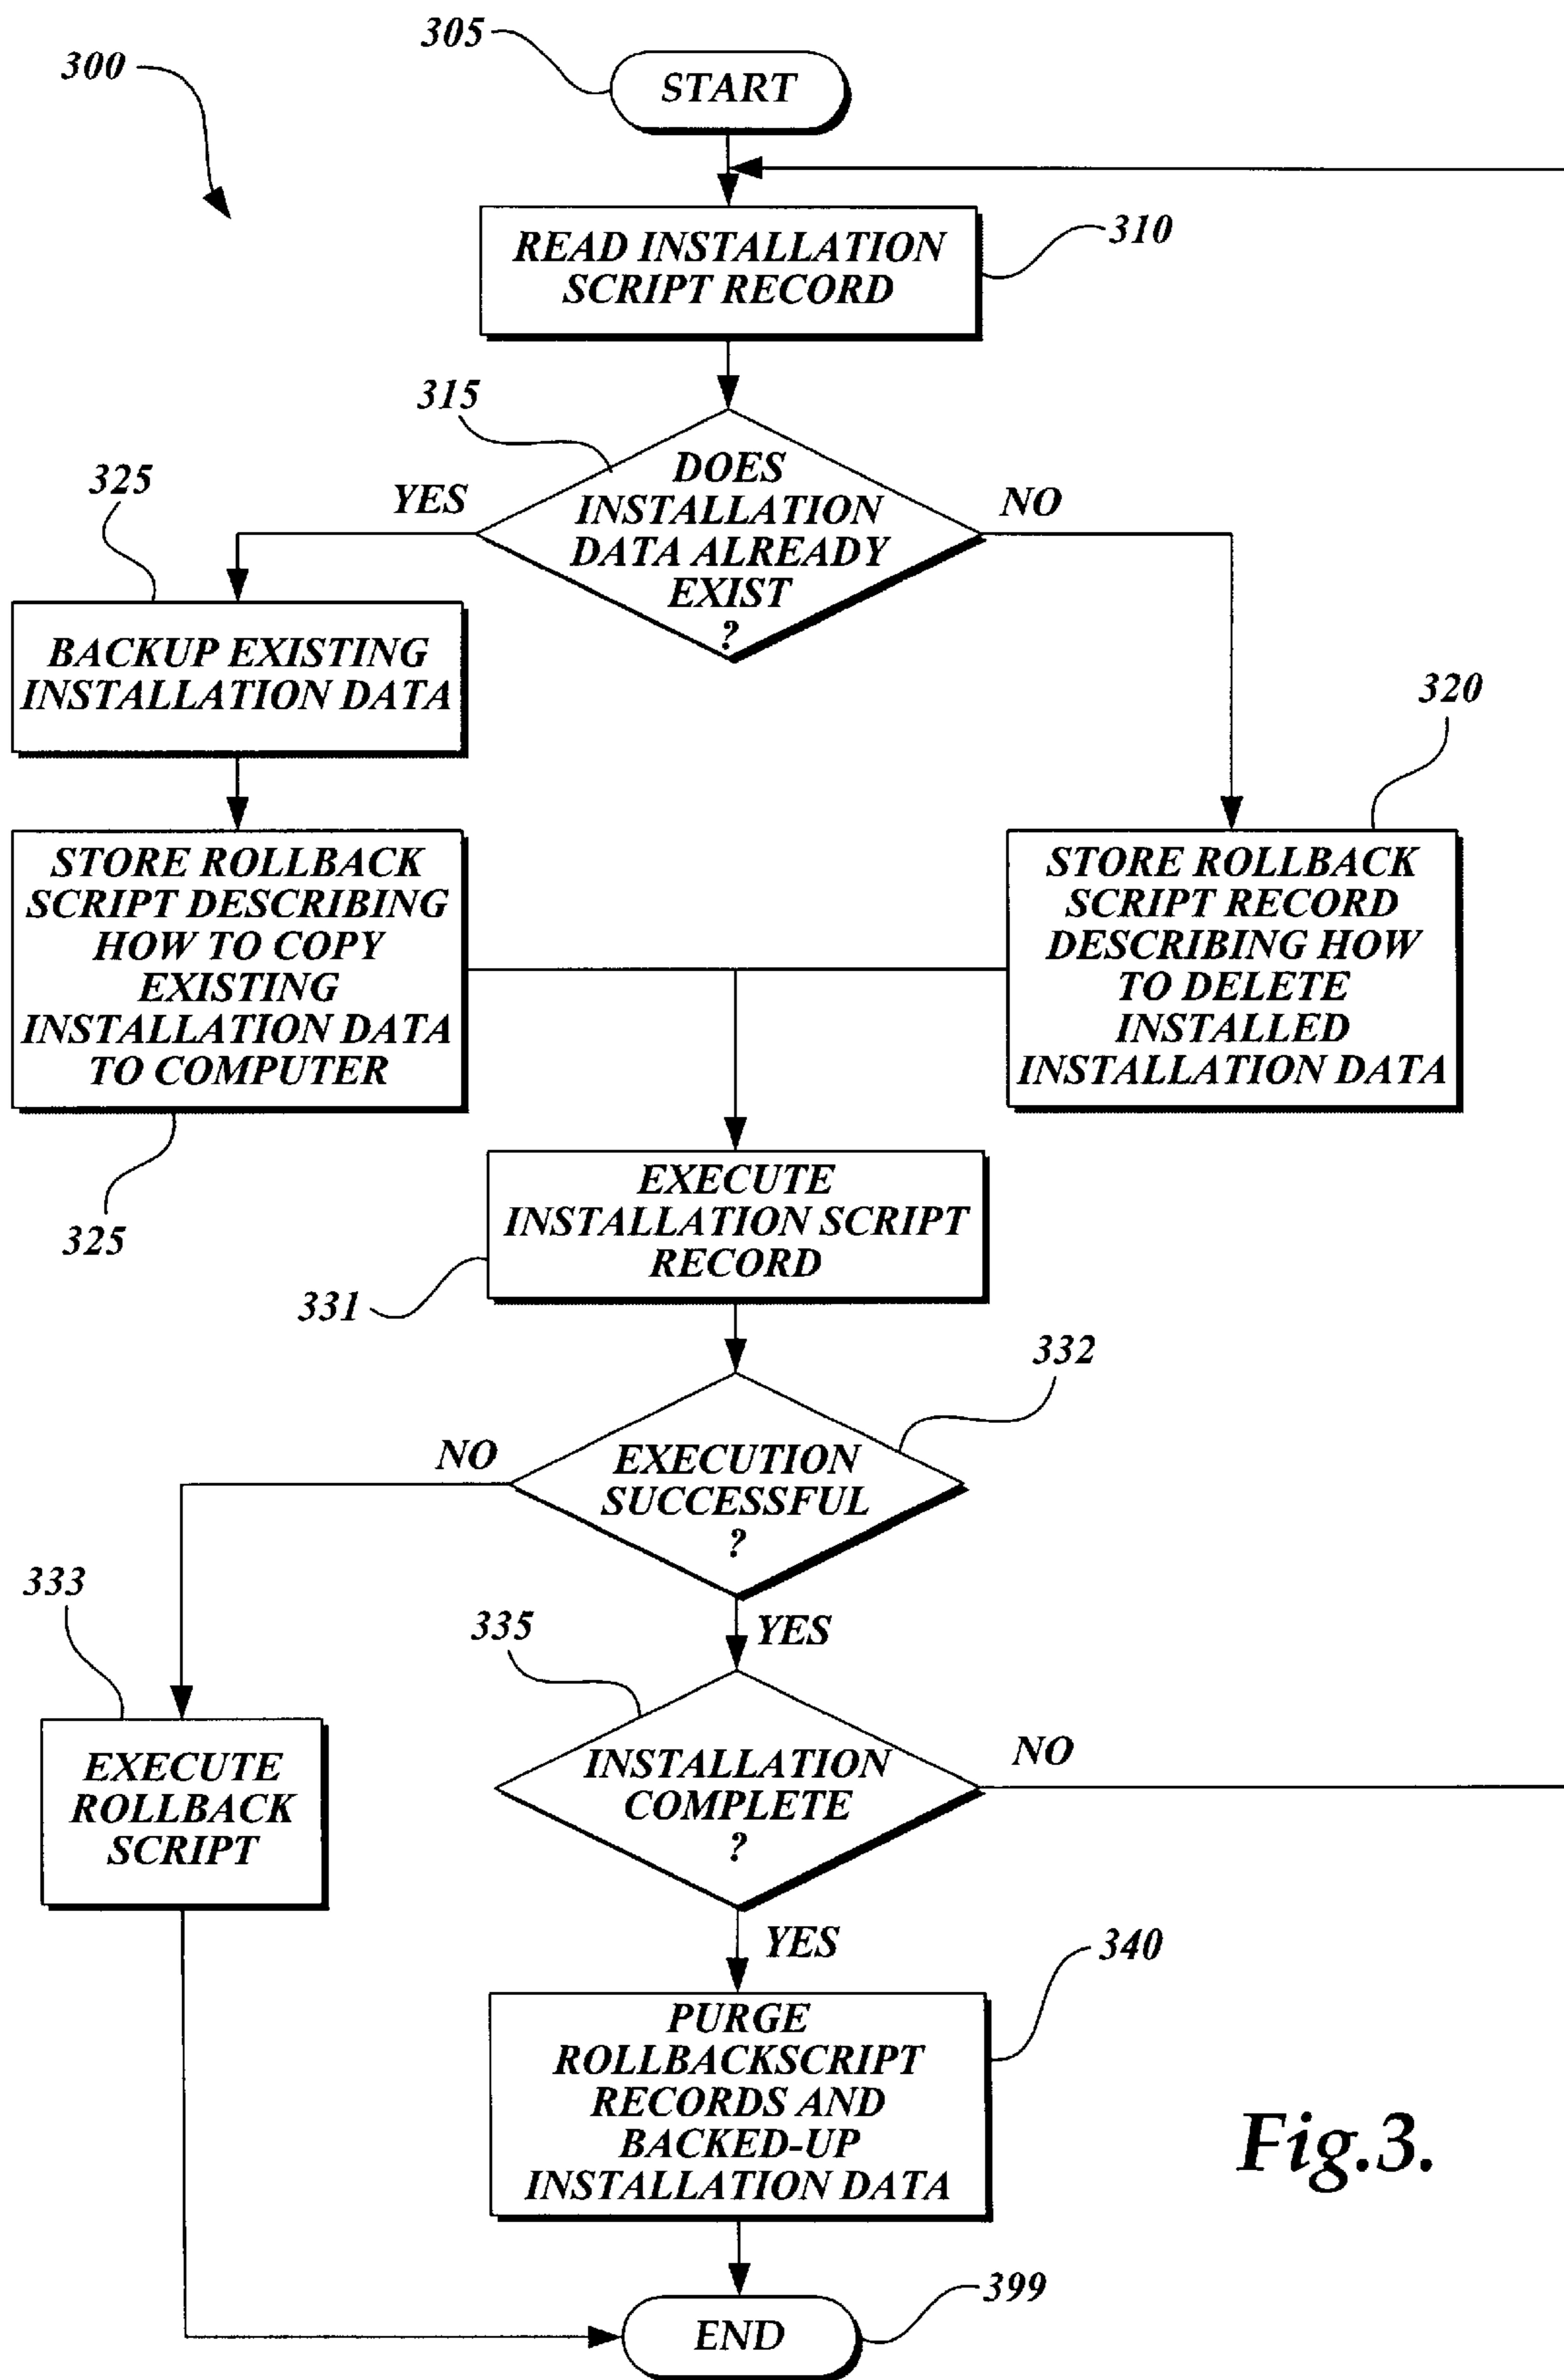 305
START
300
READ INSTALLATION
SCRIPT RECORD
310
315
DOES
INSTALLATION
DATA ALREADY
EXIST
?
YES
NO
325
BACKUP EXISTING
INSTALLATION DATA
320
STORE ROLLBACK
SCRIPT DESCRIBING
HOW TO COPY
EXISTING
INSTALLATION DATA
TO COMPUTER
325
STORE ROLLBACK
SCRIPT RECORD
DESCRIBING HOW
TO DELETE
INSTALLED
INSTALLATION DATA
EXECUTE
INSTALLATION SCRIPT
RECORD
331
332
EXECUTION
SUCCESSFUL
?
NO
YES
333
EXECUTE
ROLLBACK
SCRIPT
335
INSTALLATION
COMPLETE
?
NO
YES
340
PURGE
ROLLBACKSCRIPT
RECORDS AND
BACKED-UP
INSTALLATION DATA
Fig.3.
399
END